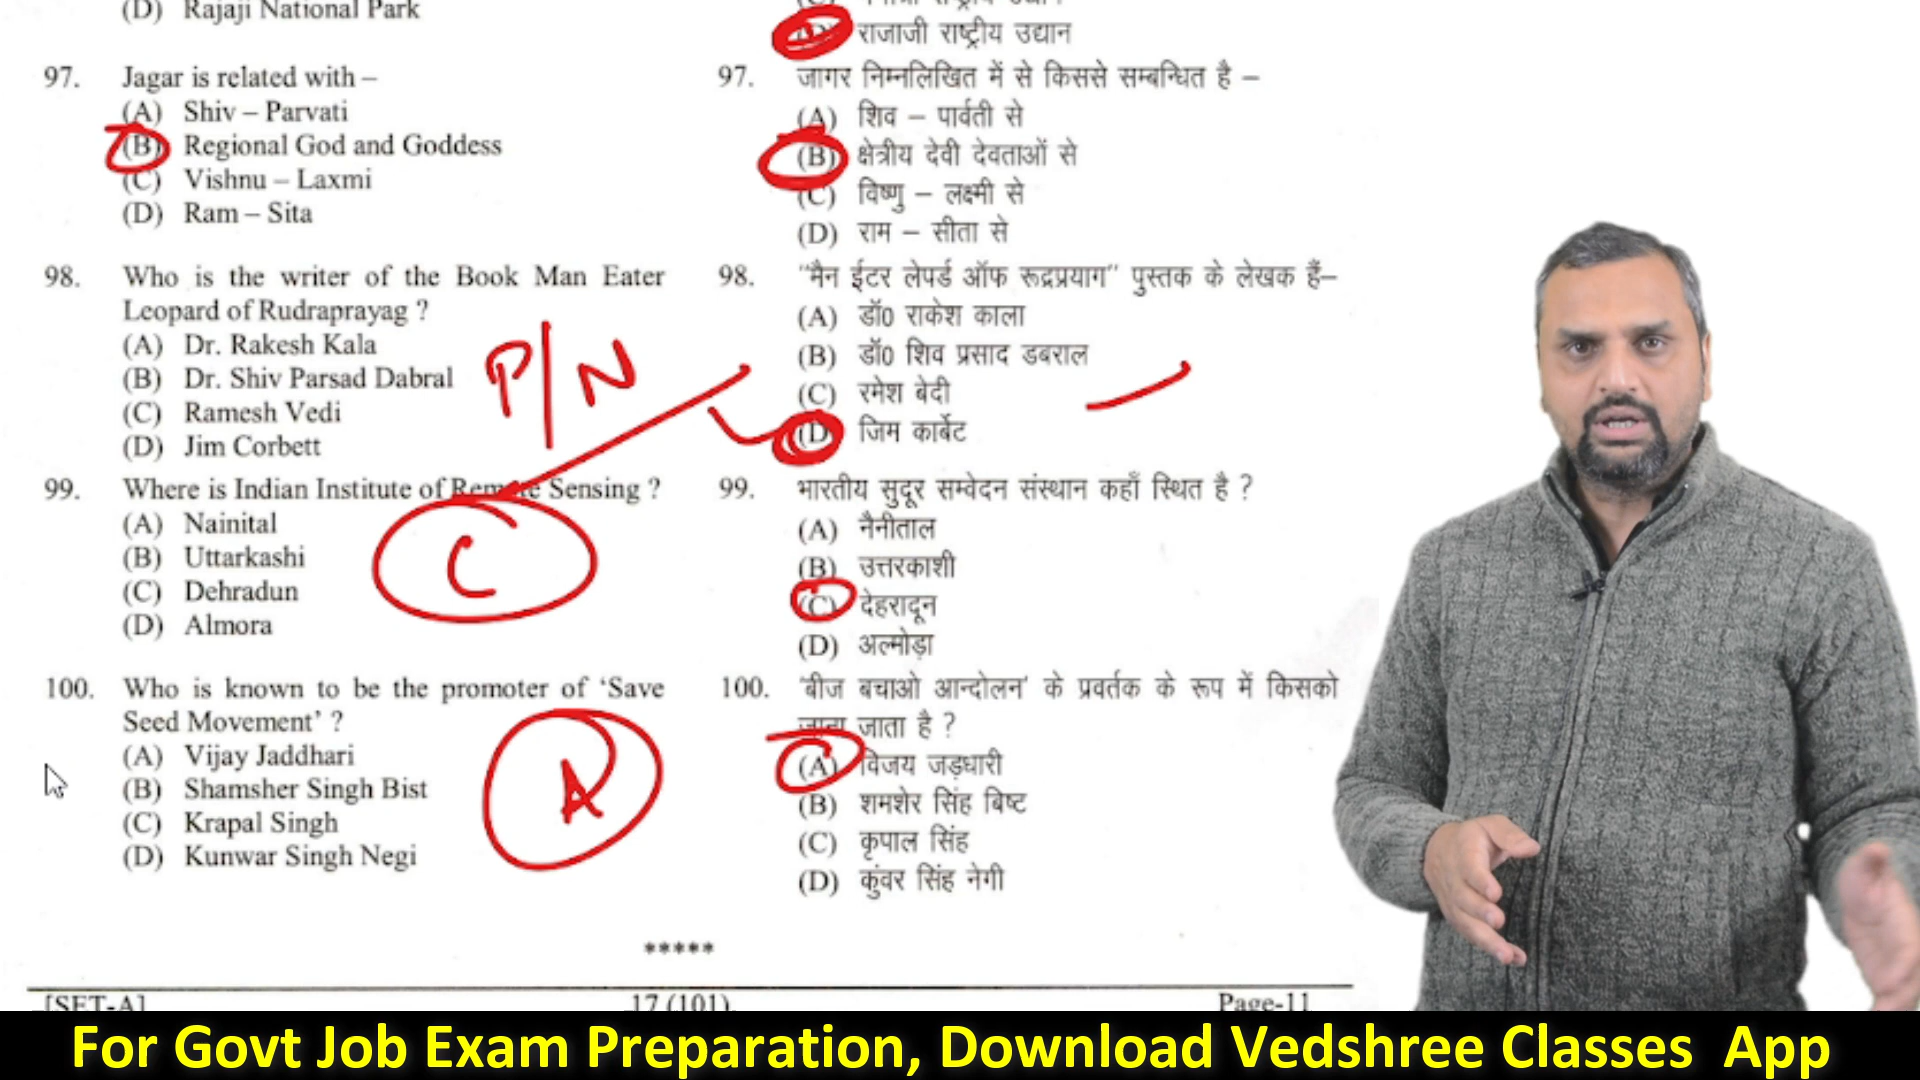 (D) Rajaji National Park
97. Jagar is related with –
(A) Shiv – Parvati
(B) Regional God and Goddess
(C) Vishnu – Laxmi
(D) Ram – Sita
98. Who is the writer of the Book Man Eater
Leopard of Rudraprayag ?
(A) Dr. Rakesh Kala
(B) Dr. Shiv Parsad Dabral
(C) Ramesh Vedi
(D) Jim Corbett
P/N
99. Where is Indian Institute of Remote Sensing ?
(A) Nainital
(B) Uttarkashi
(C) Dehradun
(D) Almora
C
100. Who is known to be the promoter of ‘Save
Seed Movement’ ?
(A) Vijay Jaddhari
(B) Shamsher Singh Bist
(C) Krapal Singh
(D) Kunwar Singh Negi
A
राजाजी राष्ट्रीय उद्यान
97. जागर निम्नलिखित में से किससे सम्बन्धित है –
(A) शिव – पार्वती से
(B) क्षेत्रीय देवी देवताओं से
(C) विष्णु – लक्ष्मी से
(D) राम – सीता से
98. “मैन ईटर लेपर्ड ऑफ रूद्रप्रयाग” पुस्तक के लेखक हैं–
(A) डॉ0 राकेश काला
(B) डॉ0 शिव प्रसाद डबराल
(C) रमेश बेदी
(D) जिम कार्बेट
99. भारतीय सुदूर सम्वेदन संस्थान कहाँ स्थित है ?
(A) नैनीताल
(B) उत्तरकाशी
(C) देहरादून
(D) अल्मोड़ा
100. ‘बीज बचाओ आन्दोलन’ के प्रवर्तक के रूप में किसको
जाना जाता है ?
(A) विजय जड़धारी
(B) शमशेर सिंह बिष्ट
(C) कृपाल सिंह
(D) कुंवर सिंह नेगी
*****
[SET-A] 17 (101) Page-11
For Govt Job Exam Preparation, Download Vedshree Classes App